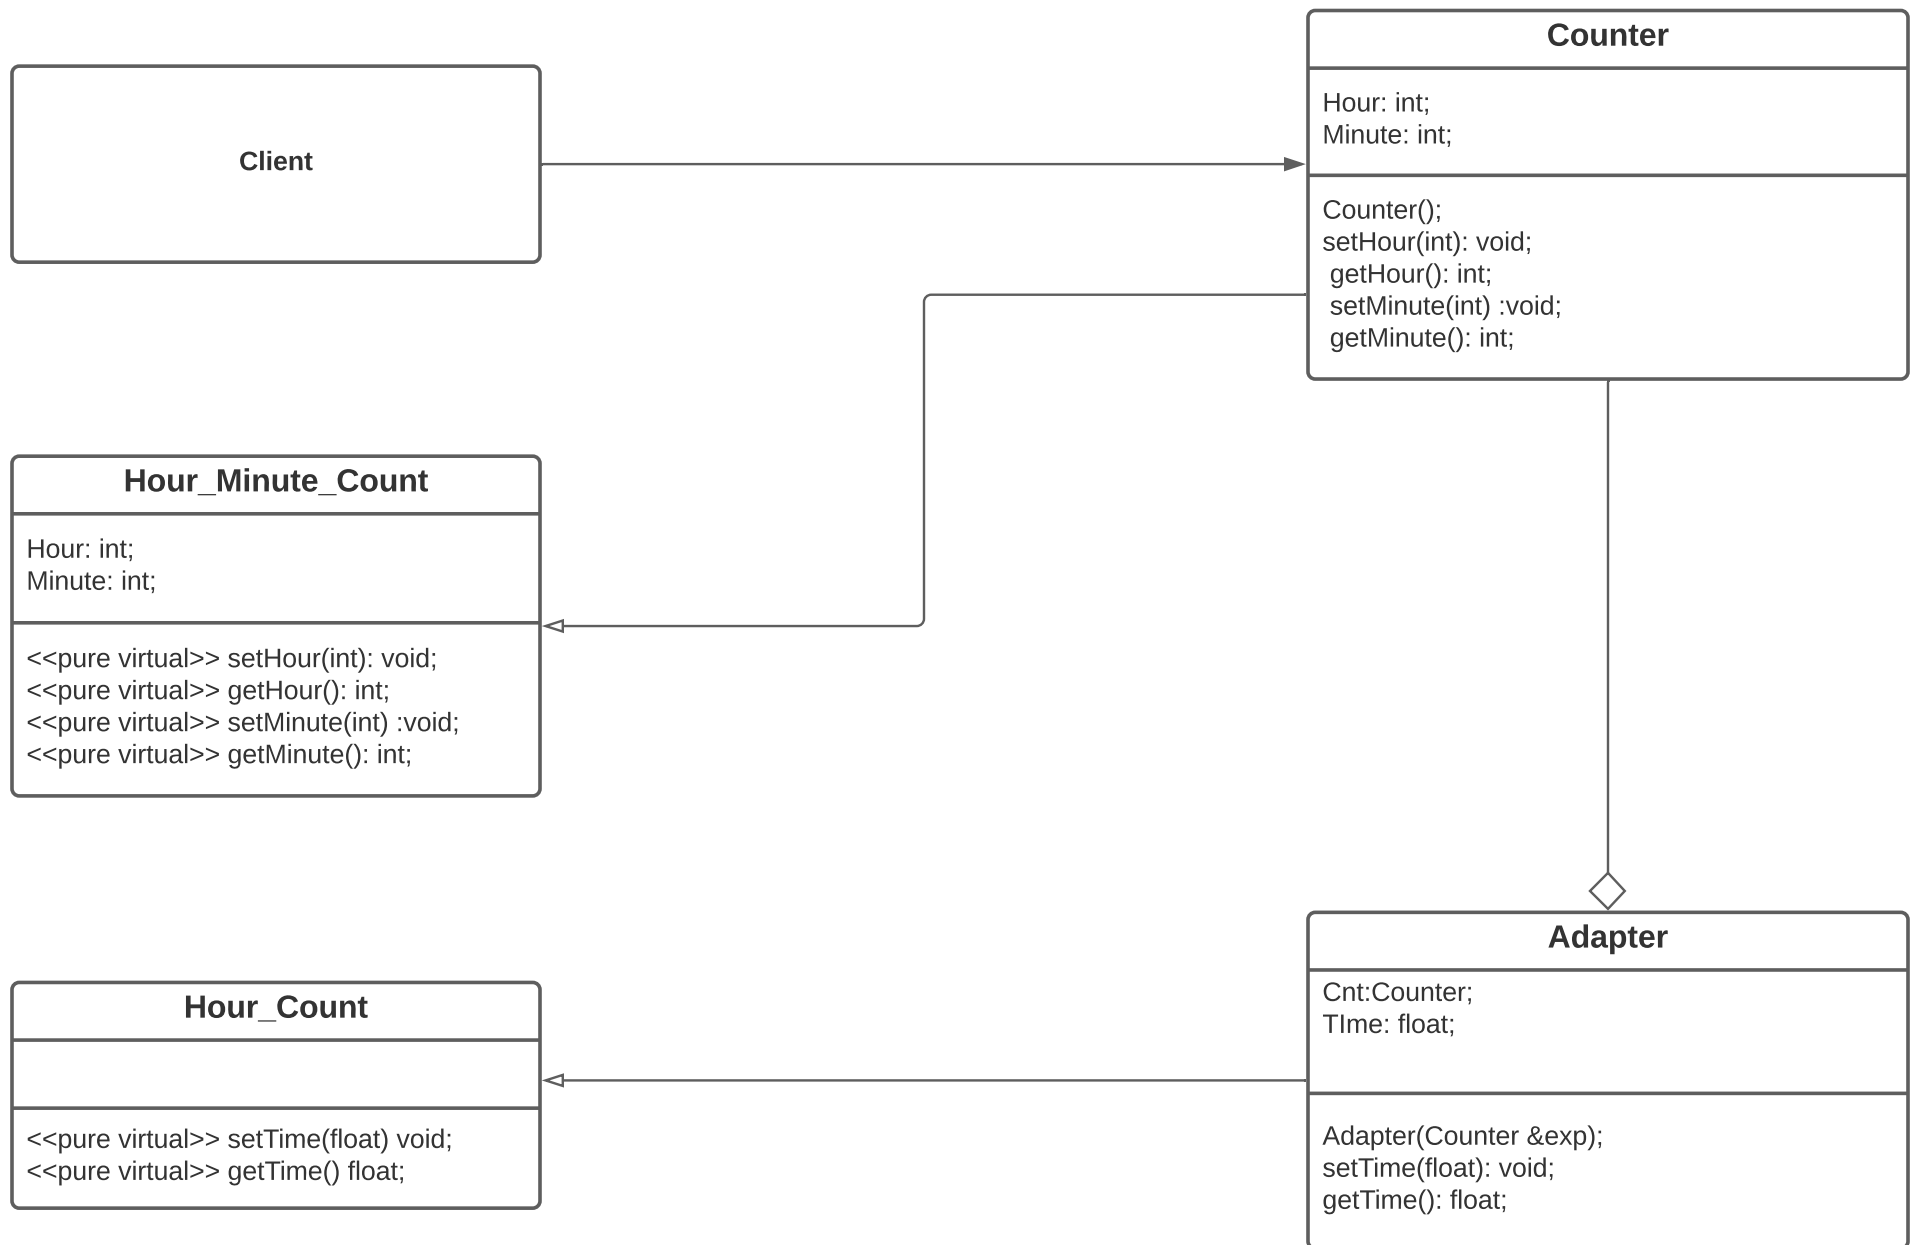 Client
Counter
Hour: int;
Minute: int;
Counter();
setHour(int): void;
getHour(): int;
setMinute(int) :void;
getMinute(): int;
Hour_Minute_Count
Hour: int;
Minute: int;
<<pure virtual>> setHour(int): void;
<<pure virtual>> getHour(): int;
<<pure virtual>> setMinute(int) :void;
<<pure virtual>> getMinute(): int;
Hour_Count
<<pure virtual>> setTime(float) void;
<<pure virtual>> getTime() float;
Adapter
Cnt:Counter;
TIme: float;
Adapter(Counter &exp);
setTime(float): void;
getTime(): float;